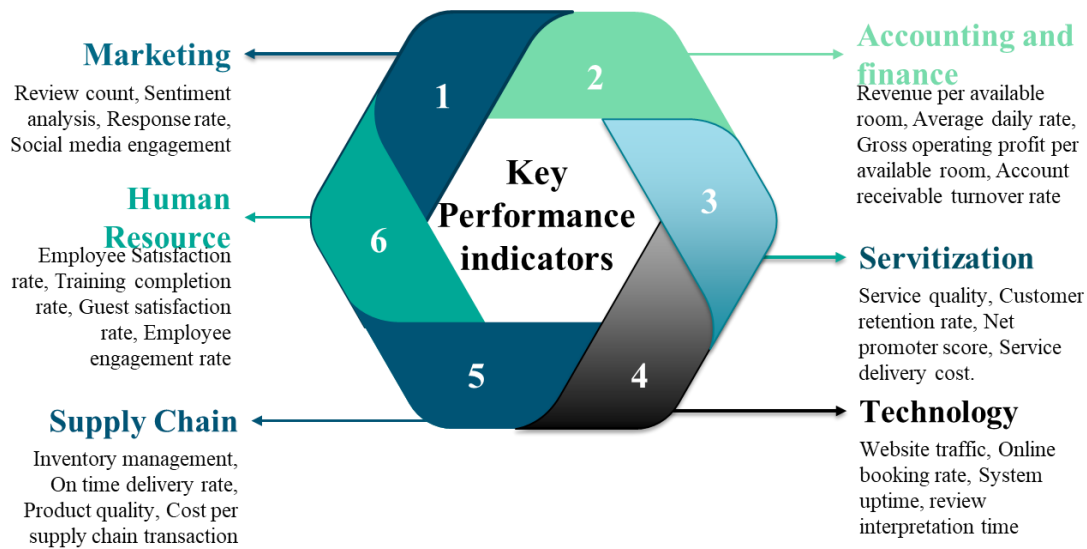 Marketing
Review count, Sentiment
analysis, Response rate,
Social media engagement
Human
Resource
Employee Satisfaction
rate, Training completion
rate, Guest satisfaction
rate, Employee
engagement rate
Supply Chain
Inventory management,
On time delivery rate,
Product quality, Cost per
supply chain transaction
1
2
3
4
5
6
Key
Performance
indicators
Accounting and
finance
Revenue per available
room, Average daily rate,
Gross operating profit per
available room, Account
receivable turnover rate
Servitization
Service quality, Customer
retention rate, Net
promoter score, Service
delivery cost.
Technology
Website traffic, Online
booking rate, System
uptime, review
interpretation time